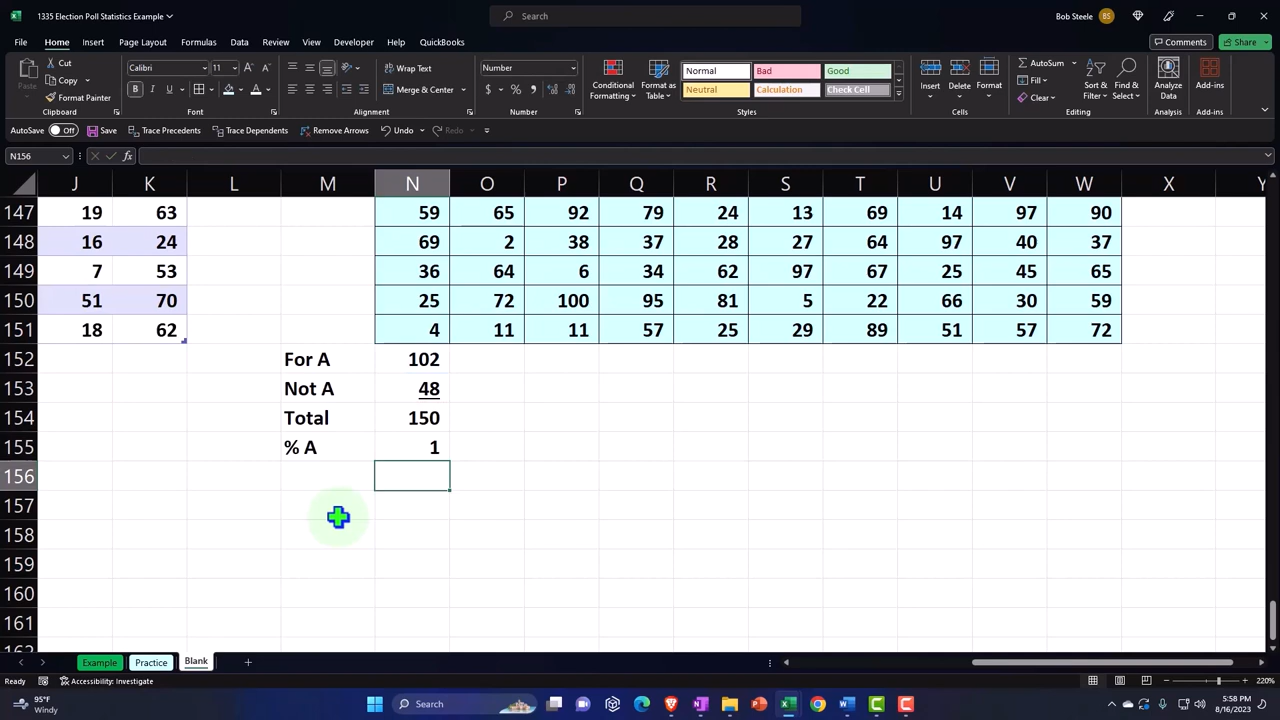 1335 Election Poll Statistics Example
Search
Bob Steele
BS
File Home Insert Page Layout Formulas Data Review View Developer Help QuickBooks
Comments
Share
Cut
Copy
Paste
Format Painter
Clipboard
Calibri
11
B I U
Font
Wrap Text
Merge & Center
Alignment
Number
$ % ,
Number
Conditional Formatting
Format as Table
Normal Bad Good
Neutral Calculation Check Cell
Styles
Insert Delete Format
Cells
AutoSum
Fill
Clear
Sort & Filter
Find & Select
Editing
Analyze Data
Analysis
Add-ins
Add-ins
AutoSave Off Save Trace Precedents Trace Dependents Remove Arrows Undo Redo
N156
fx
J K L M N O P Q R S T U V W X Y
147 19 63 59 65 92 79 24 13 69 14 97 90
148 16 24 69 2 38 37 28 27 64 97 40 37
149 7 53 36 64 6 34 62 97 67 25 45 65
150 51 70 25 72 100 95 81 5 22 66 30 59
151 18 62 4 11 11 57 25 29 89 51 57 72
152 For A 102
153 Not A 48
154 Total 150
155 % A 1
156
157
158
159
160
161
162
Example Practice Blank
Ready
Accessibility: Investigate
220%
95°F
Windy
Search
5:58 PM
8/16/2023